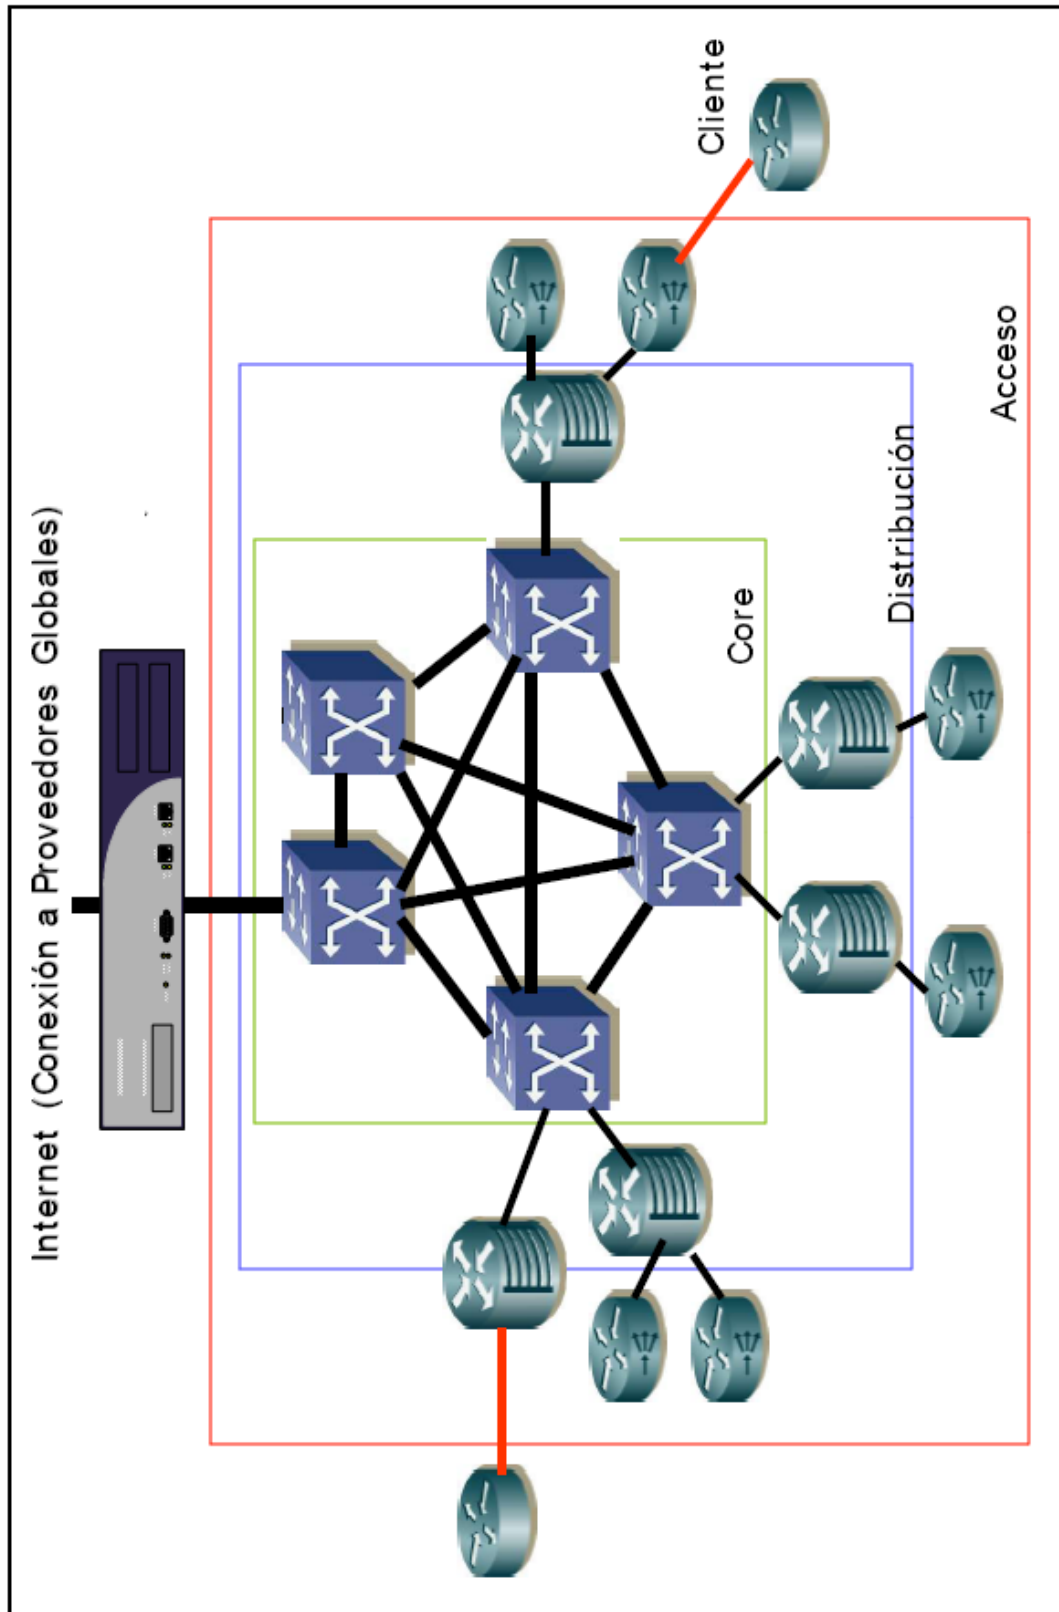 Internet (Conexión a Proveedores Globales)
Cliente
Core
Distribución
Acceso